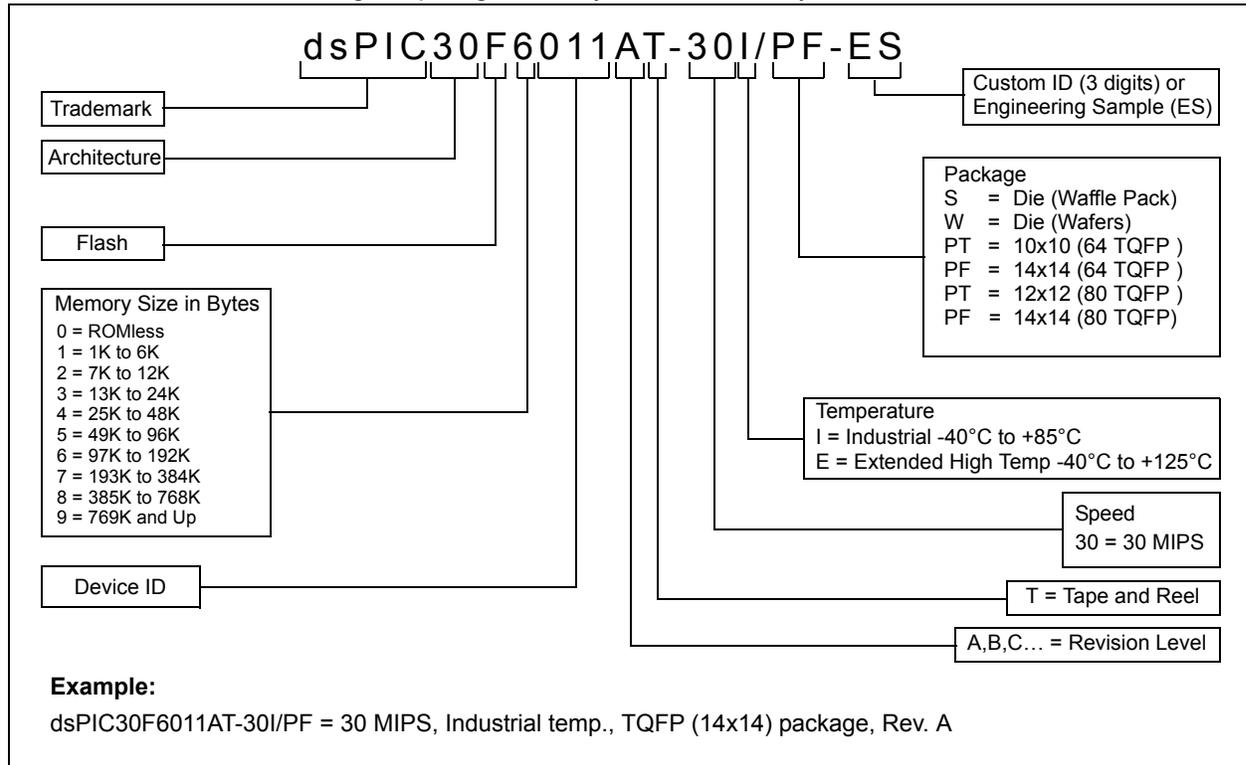 dsPIC30F6011AT-30I/PF-ES
Trademark
Architecture
Flash
Memory Size in Bytes
0 = ROMless
1 = 1K to 6K
2 = 7K to 12K
3 = 13K to 24K
4 = 25K to 48K
5 = 49K to 96K
6 = 97K to 192K
7 = 193K to 384K
8 = 385K to 768K
9 = 769K and Up
Device ID
Custom ID (3 digits) or
Engineering Sample (ES)
Package
S = Die (Waffle Pack)
W = Die (Wafers)
PT = 10x10 (64 TQFP )
PF = 14x14 (64 TQFP )
PT = 12x12 (80 TQFP )
PF = 14x14 (80 TQFP)
Temperature
I = Industrial -40°C to +85°C
E = Extended High Temp -40°C to +125°C
Speed
30 = 30 MIPS
T = Tape and Reel
A,B,C… = Revision Level
Example:
dsPIC30F6011AT-30I/PF = 30 MIPS, Industrial temp., TQFP (14x14) package, Rev. A